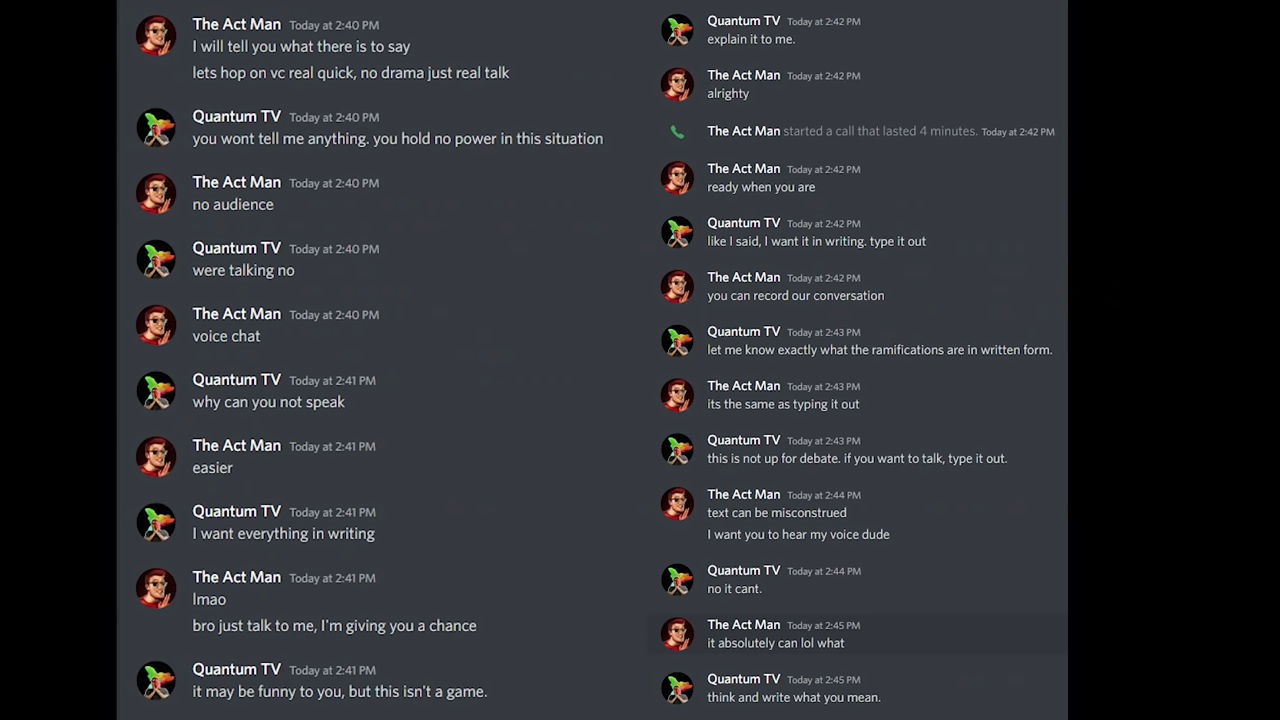 The Act Man Today at 2:40 PM
I will tell you what there is to say
lets hop on vc real quick, no drama just real talk
Quantum TV Today at 2:40 PM
you wont tell me anything. you hold no power in this situation
The Act Man Today at 2:40 PM
no audience
Quantum TV Today at 2:40 PM
were talking no
The Act Man Today at 2:40 PM
voice chat
Quantum TV Today at 2:41 PM
why can you not speak
The Act Man Today at 2:41 PM
easier
Quantum TV Today at 2:41 PM
I want everything in writing
The Act Man Today at 2:41 PM
lmao
bro just talk to me, I'm giving you a chance
Quantum TV Today at 2:41 PM
it may be funny to you, but this isn't a game.
Quantum TV Today at 2:42 PM
explain it to me.
The Act Man Today at 2:42 PM
alrighty
The Act Man started a call that lasted 4 minutes. Today at 2:42 PM
The Act Man Today at 2:42 PM
ready when you are
Quantum TV Today at 2:42 PM
like I said, I want it in writing. type it out
The Act Man Today at 2:42 PM
you can record our conversation
Quantum TV Today at 2:43 PM
let me know exactly what the ramifications are in written form.
The Act Man Today at 2:43 PM
its the same as typing it out
Quantum TV Today at 2:43 PM
this is not up for debate. if you want to talk, type it out.
The Act Man Today at 2:44 PM
text can be misconstrued
I want you to hear my voice dude
Quantum TV Today at 2:44 PM
no it cant.
The Act Man Today at 2:45 PM
it absolutely can lol what
Quantum TV Today at 2:45 PM
think and write what you mean.